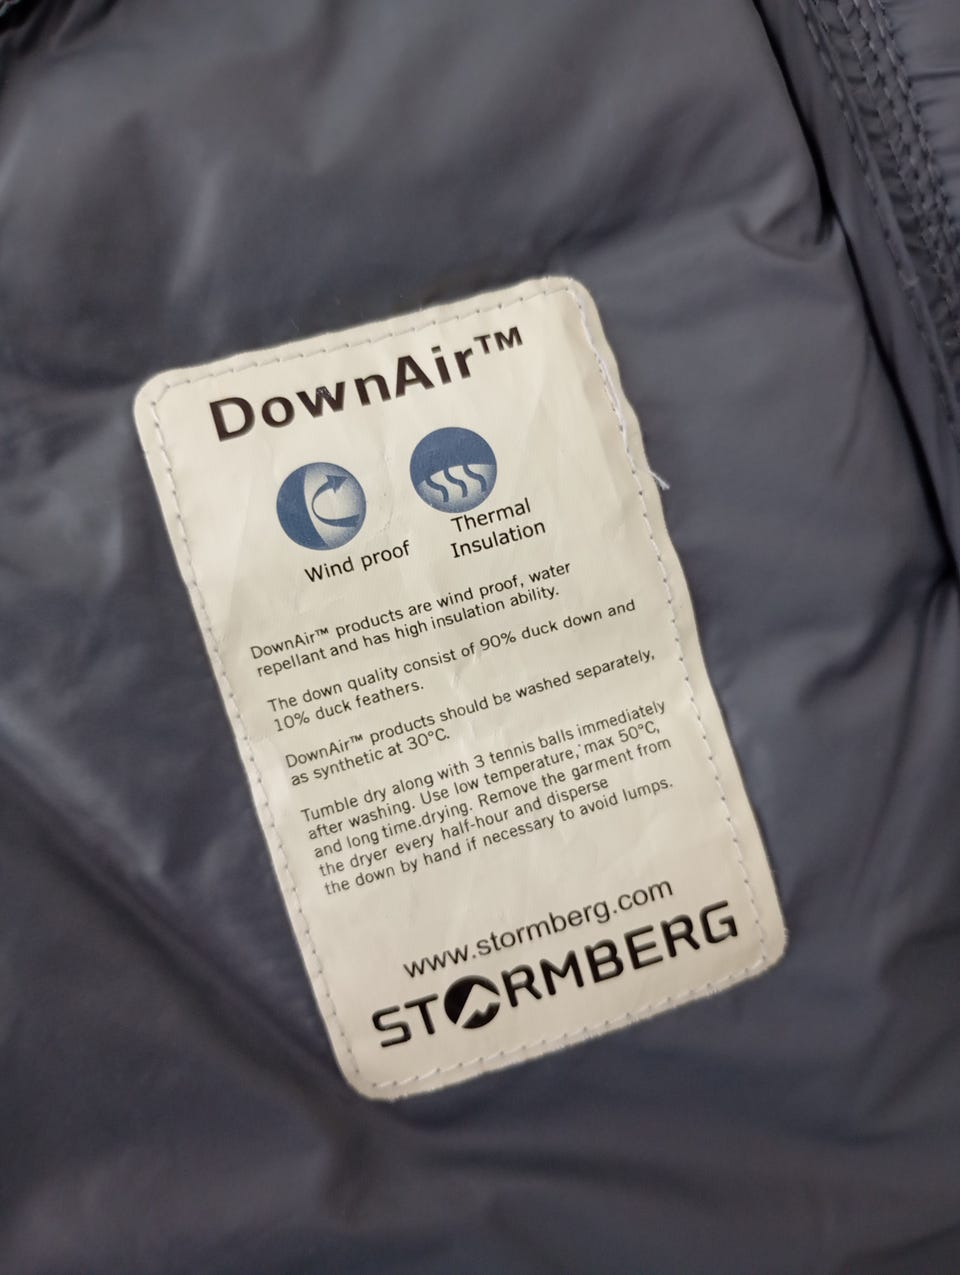 DownAir™
Wind proof
Thermal
Insulation
DownAir™ products are wind proof, water
repellant and has high insulation ability.
The down quality consist of 90% duck down and
10% duck feathers.
DownAir™ products should be washed separately,
as synthetic at 30°C.
Tumble dry along with 3 tennis balls immediately
after washing. Use low temperature, max 50°C,
and long time.drying. Remove the garment from
the dryer every half-hour and disperse
the down by hand if necessary to avoid lumps.
www.stormberg.com
STORMBERG